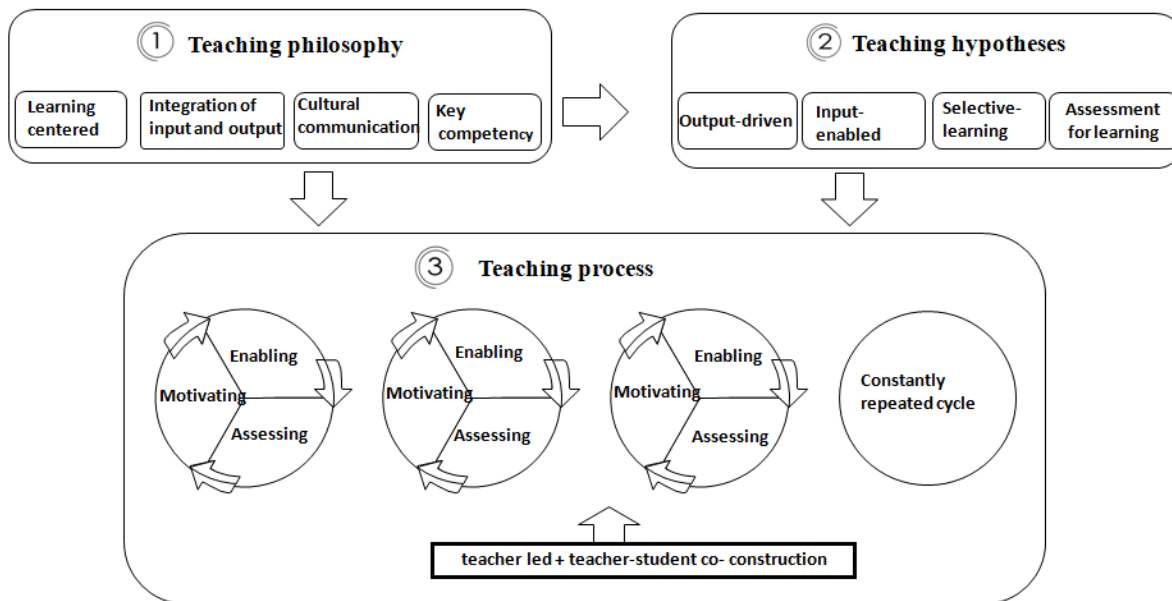 1 Teaching philosophy
Learning
centered
Integration of
input and output
Cultural
communication
Key
competency
2 Teaching hypotheses
Output-driven
Input-
enabled
Selective-
learning
Assessment
for learning
3 Teaching process
Enabling
Motivating
Assessing
Enabling
Motivating
Assessing
Enabling
Motivating
Assessing
Constantly
repeated cycle
teacher led + teacher-student co- construction